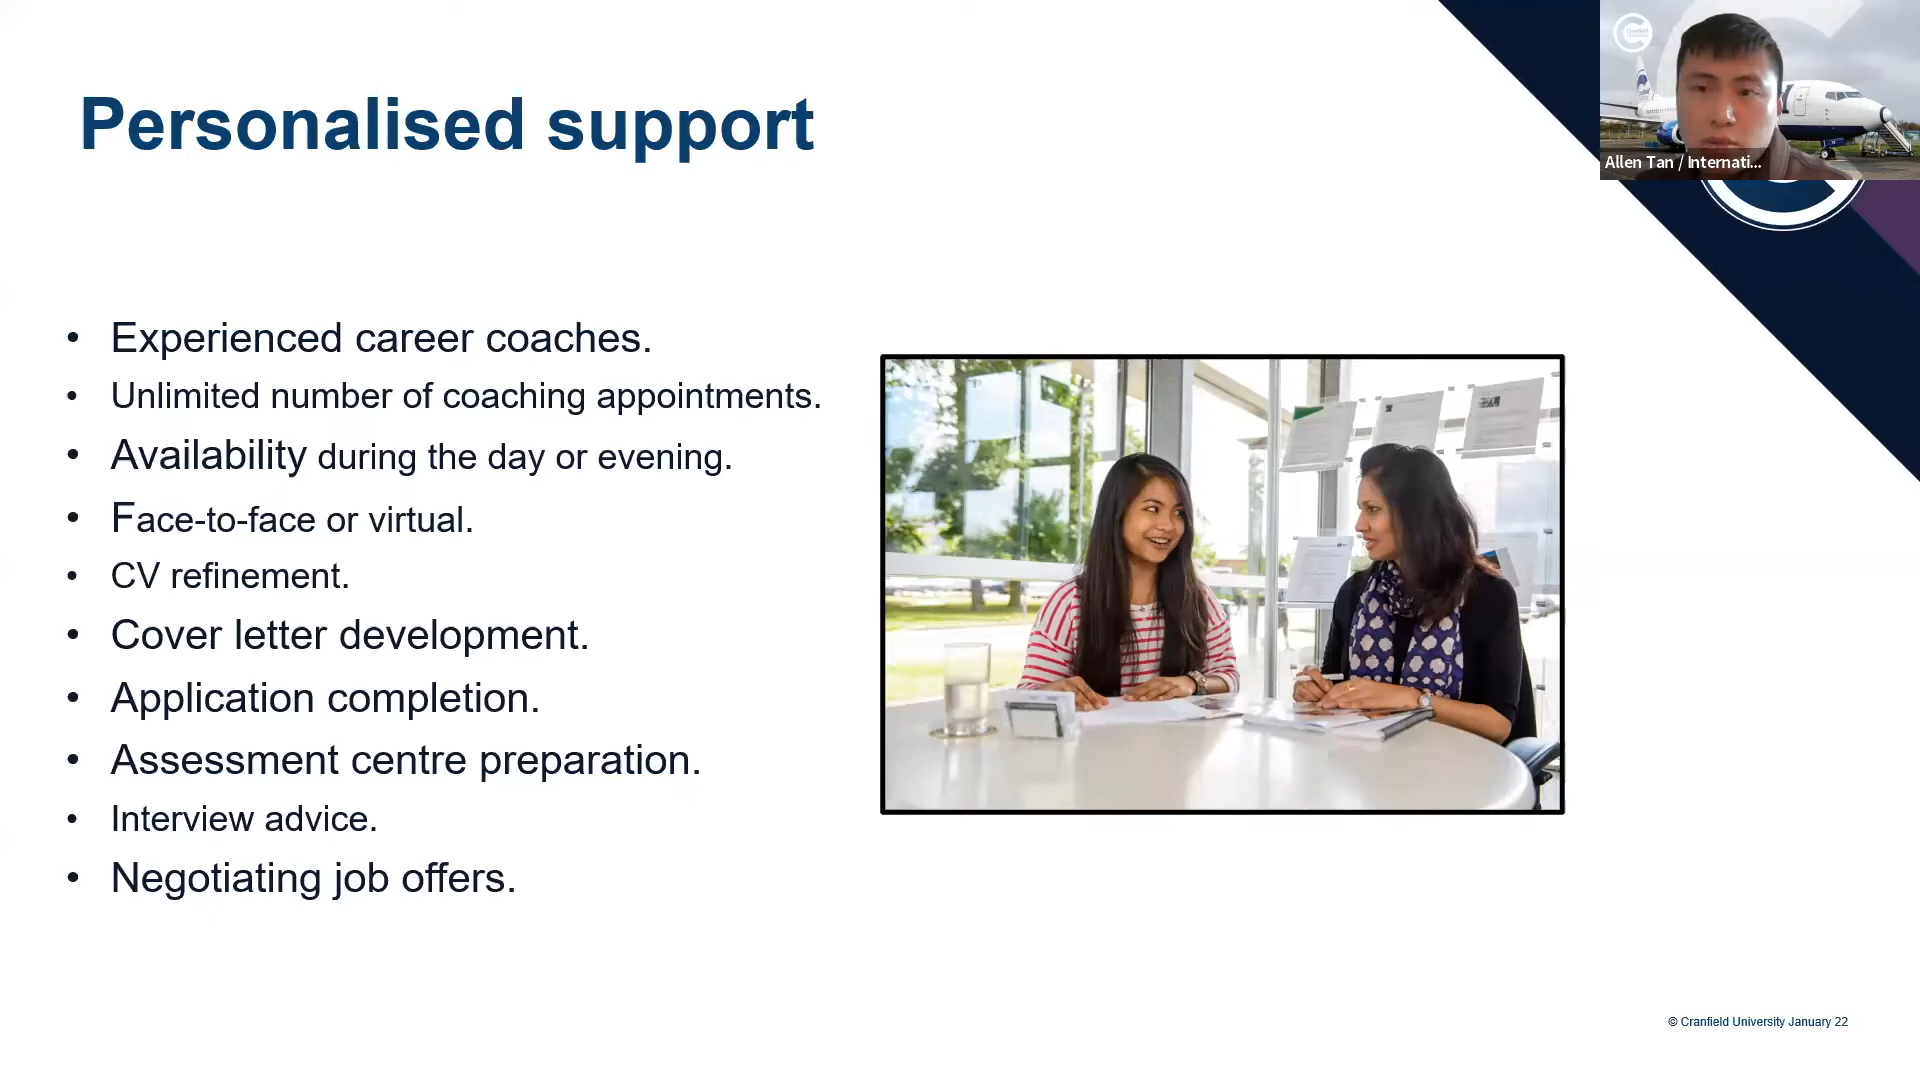 Personalised support
Allen Tan / Internati...
• Experienced career coaches.
• Unlimited number of coaching appointments.
• Availability during the day or evening.
• Face-to-face or virtual.
• CV refinement.
• Cover letter development.
• Application completion.
• Assessment centre preparation.
• Interview advice.
• Negotiating job offers.
© Cranfield University January 22